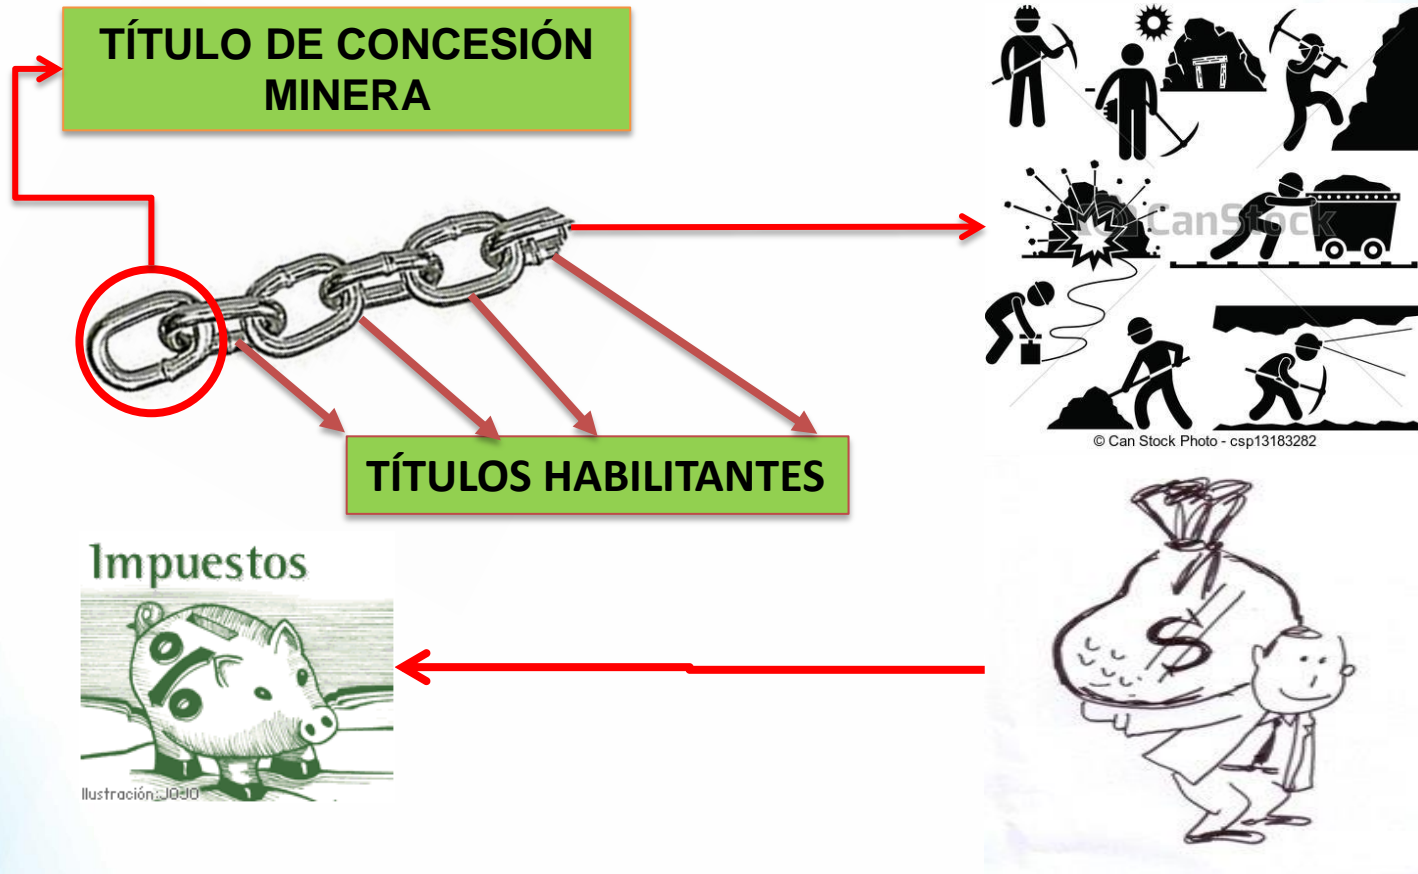 TÍTULO DE CONCESIÓN
MINERA
CanStock
© Can Stock Photo - csp13183282
TÍTULOS HABILITANTES
Impuestos
%
Ilustración:JOJO
$